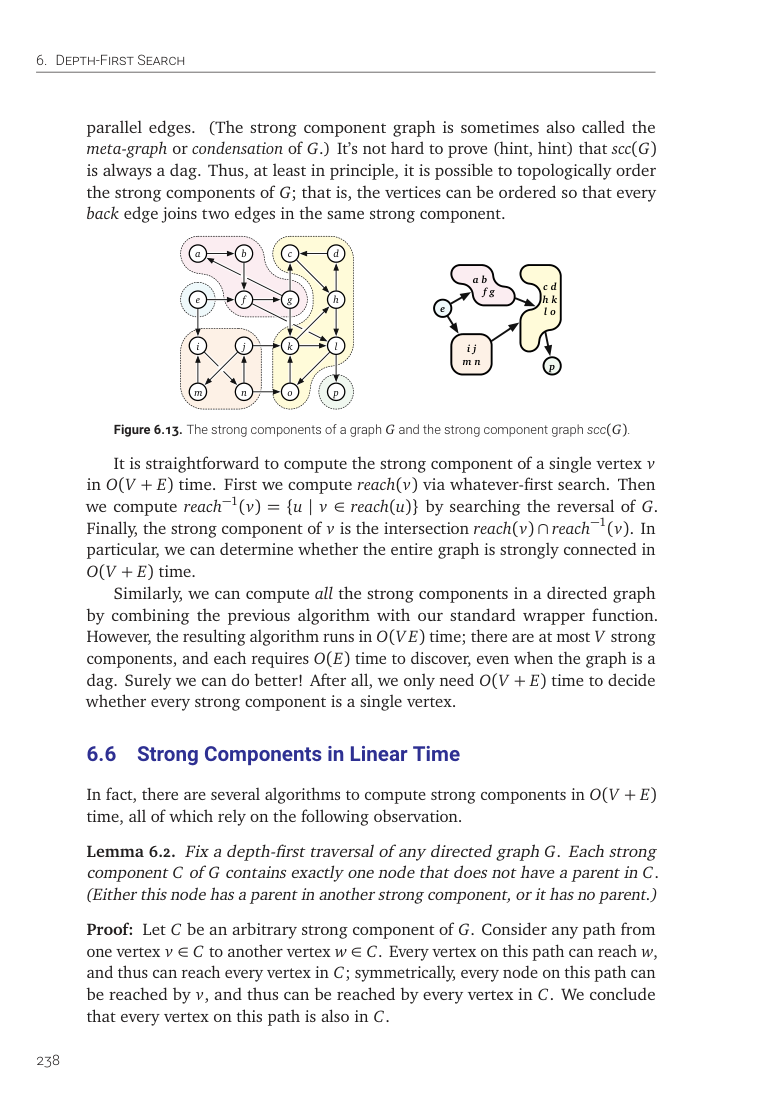 6. Depth-First Search
parallel edges. (The strong component graph is sometimes also called the
meta-graph or condensation of G.) It’s not hard to prove (hint, hint) that scc(G)
is always a dag. Thus, at least in principle, it is possible to topologically order
the strong components of G; that is, the vertices can be ordered so that every
back edge joins two edges in the same strong component.
a b c d
e f g h
i j k l
m n o p
a b
f g
c d
h k
l o
e
i j
m n
p
Figure 6.13. The strong components of a graph G and the strong component graph scc(G).
It is straightforward to compute the strong component of a single vertex v
in O(V + E) time. First we compute reach(v) via whatever-first search. Then
we compute reach⁻¹(v) = {u | v ∈ reach(u)} by searching the reversal of G.
Finally, the strong component of v is the intersection reach(v) ∩ reach⁻¹(v). In
particular, we can determine whether the entire graph is strongly connected in
O(V + E) time.
Similarly, we can compute all the strong components in a directed graph
by combining the previous algorithm with our standard wrapper function.
However, the resulting algorithm runs in O(VE) time; there are at most V strong
components, and each requires O(E) time to discover, even when the graph is a
dag. Surely we can do better! After all, we only need O(V + E) time to decide
whether every strong component is a single vertex.
6.6 Strong Components in Linear Time
In fact, there are several algorithms to compute strong components in O(V + E)
time, all of which rely on the following observation.
Lemma 6.2. Fix a depth-first traversal of any directed graph G. Each strong
component C of G contains exactly one node that does not have a parent in C.
(Either this node has a parent in another strong component, or it has no parent.)
Proof: Let C be an arbitrary strong component of G. Consider any path from
one vertex v ∈ C to another vertex w ∈ C. Every vertex on this path can reach w,
and thus can reach every vertex in C; symmetrically, every node on this path can
be reached by v, and thus can be reached by every vertex in C. We conclude
that every vertex on this path is also in C.
238